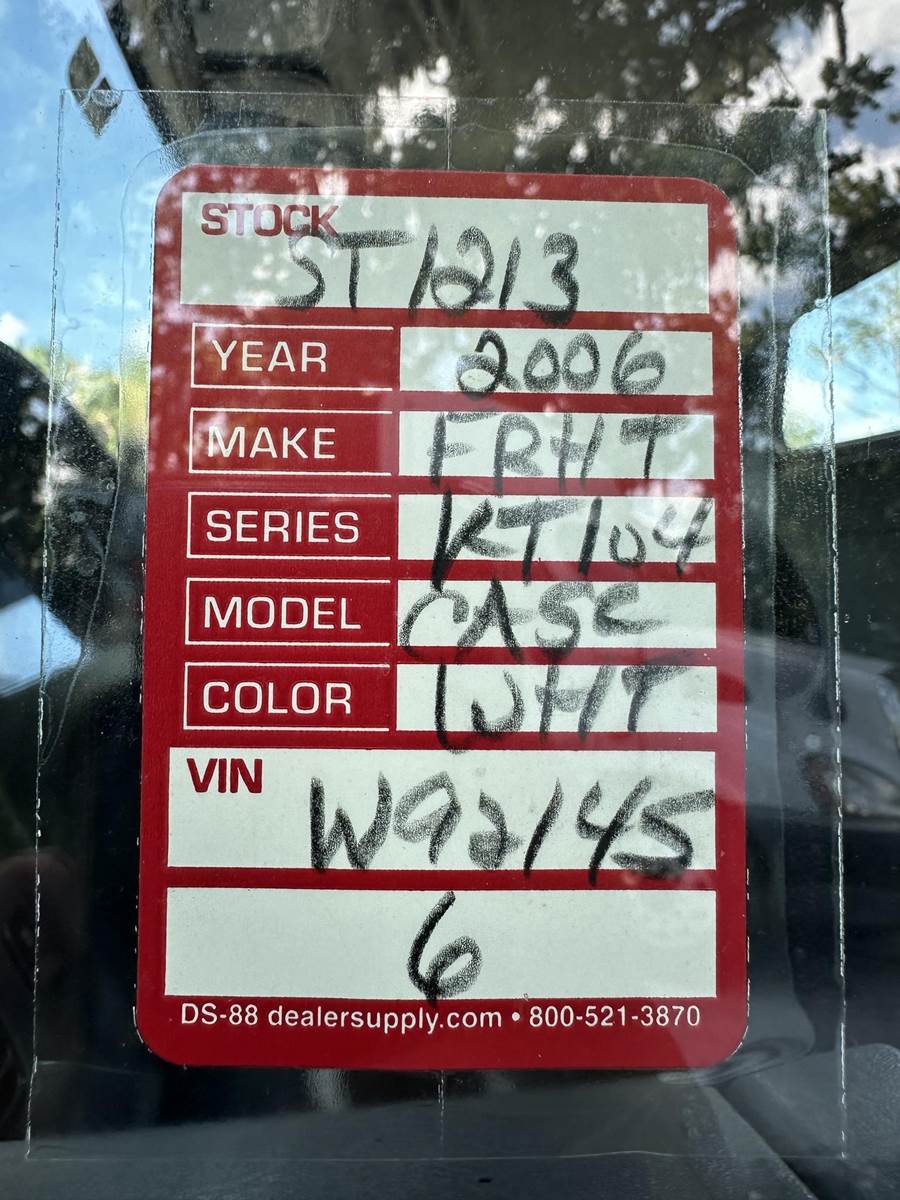 STOCK
ST1213
YEAR 2006
MAKE FRHT
SERIES KT104
MODEL CASC
COLOR WHT
VIN
W92145
6
DS-88 dealersupply.com • 800-521-3870